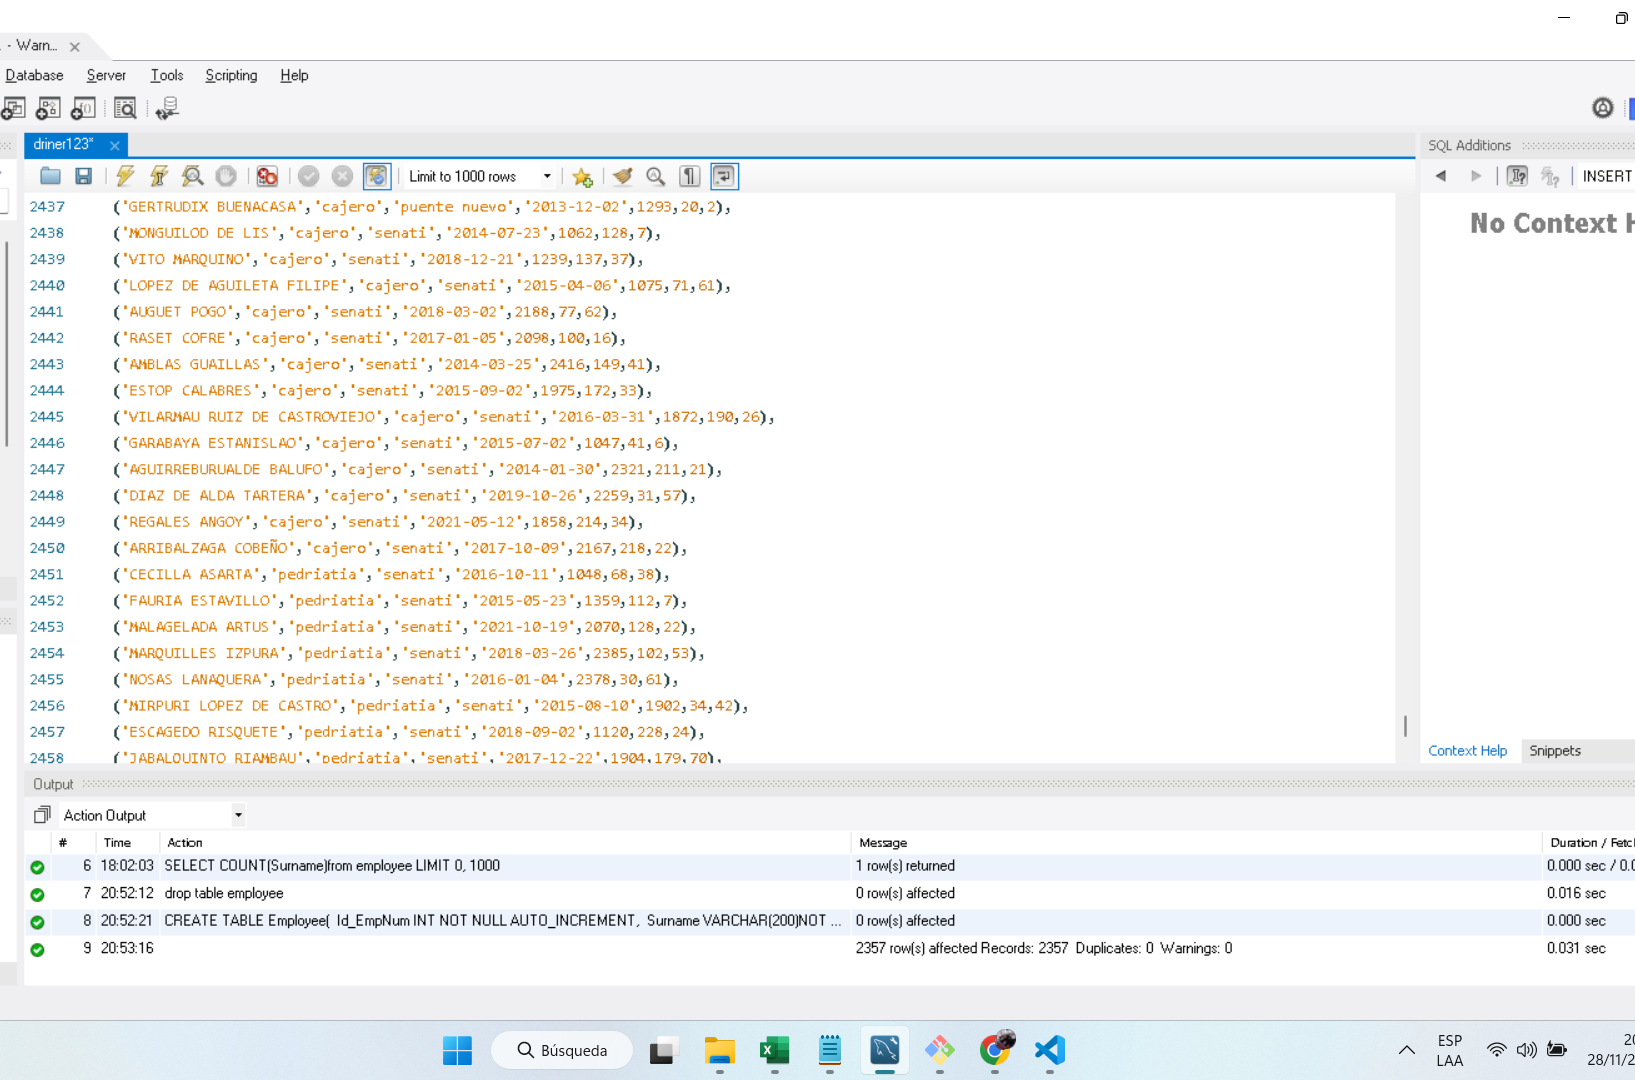 - Warn...
Database Server Tools Scripting Help
driner123*
SQL Additions
Limit to 1000 rows
INSERT
No Context H
2437 ('GERTRUDIX BUENACASA','cajero','puente nuevo','2013-12-02',1293,20,2),
2438 ('MONGUILOD DE LIS','cajero','senati','2014-07-23',1062,128,7),
2439 ('VITO MARQUINO','cajero','senati','2018-12-21',1239,137,37),
2440 ('LOPEZ DE AGUILETA FILIPE','cajero','senati','2015-04-06',1075,71,61),
2441 ('AUGUET POGO','cajero','senati','2018-03-02',2188,77,62),
2442 ('RASET COFRE','cajero','senati','2017-01-05',2098,100,16),
2443 ('AMBLAS GUAILLAS','cajero','senati','2014-03-25',2416,149,41),
2444 ('ESTOP CALABRES','cajero','senati','2015-09-02',1975,172,33),
2445 ('VILARMAU RUIZ DE CASTROVIEJO','cajero','senati','2016-03-31',1872,190,26),
2446 ('GARABAYA ESTANISLAO','cajero','senati','2015-07-02',1047,41,6),
2447 ('AGUIRREBURUALDE BALUFO','cajero','senati','2014-01-30',2321,211,21),
2448 ('DIAZ DE ALDA TARTERA','cajero','senati','2019-10-26',2259,31,57),
2449 ('REGALES ANGOY','cajero','senati','2021-05-12',1858,214,34),
2450 ('ARRIBALZAGA COBEÑO','cajero','senati','2017-10-09',2167,218,22),
2451 ('CECILLA ASARTA','pedriatia','senati','2016-10-11',1048,68,38),
2452 ('FAURIA ESTAVILLO','pedriatia','senati','2015-05-23',1359,112,7),
2453 ('MALAGELADA ARTUS','pedriatia','senati','2021-10-19',2070,128,22),
2454 ('MARQUILLES IZPURA','pedriatia','senati','2018-03-26',2385,102,53),
2455 ('NOSAS LANAQUERA','pedriatia','senati','2016-01-04',2378,30,61),
2456 ('MIRPURI LOPEZ DE CASTRO','pedriatia','senati','2015-08-10',1902,34,42),
2457 ('ESCAGEDO RISQUETE','pedriatia','senati','2018-09-02',1120,228,24),
2458 ('JABALQUINTO RIAMBAU','pedriatia','senati','2017-12-22',1904,179,70),
Context Help Snippets
Output
Action Output
# Time Action Message Duration / Fetc
6 18:02:03 SELECT COUNT(Surname)from employee LIMIT 0, 1000 1 row(s) returned 0.000 sec / 0.0
7 20:52:12 drop table employee 0 row(s) affected 0.016 sec
8 20:52:21 CREATE TABLE Employee( Id_EmpNum INT NOT NULL AUTO_INCREMENT, Surname VARCHAR(200)NOT ... 0 row(s) affected 0.000 sec
9 20:53:16 2357 row(s) affected Records: 2357 Duplicates: 0 Warnings: 0 0.031 sec
Búsqueda
ESP
LAA
20
28/11/2